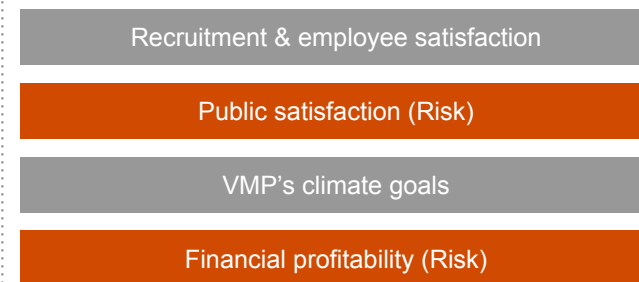 Recruitment & employee satisfaction
Public satisfaction (Risk)
VMP’s climate goals
Financial profitability (Risk)